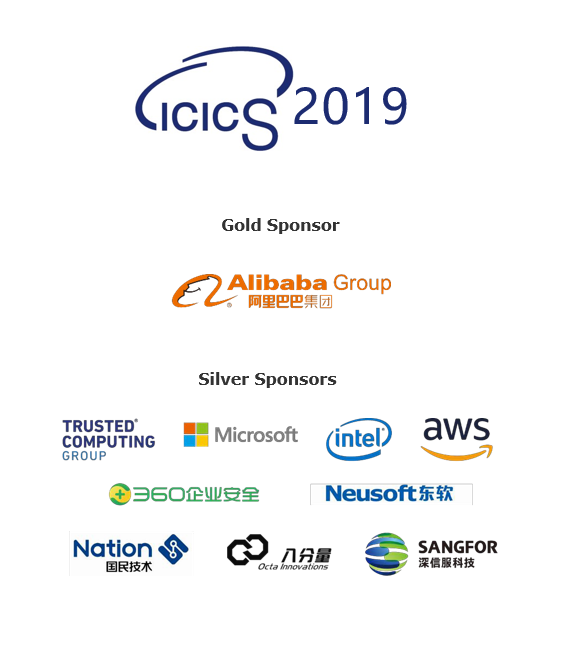 ICICS 2019
Gold Sponsor
Alibaba Group
® 阿里巴巴集团
Silver Sponsors
TRUSTED®
COMPUTING
GROUP
Microsoft
intel®
aws
360企业安全
Neusoft东软
Nation
国民技术
八分量
Octa Innovations
SANGFOR
深信服科技